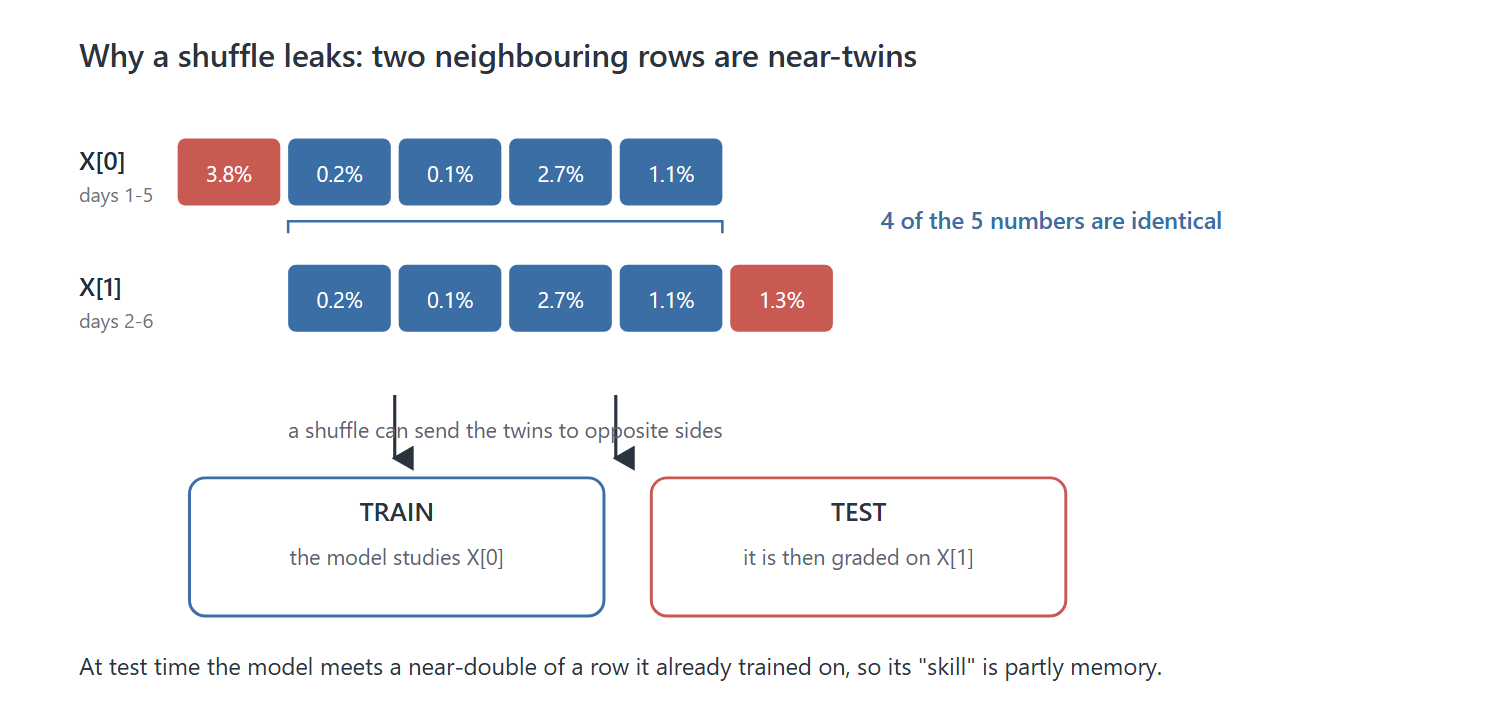 Why a shuffle leaks: two neighbouring rows are near-twins
X[0]
days 1-5
3.8% 0.2% 0.1% 2.7% 1.1%
4 of the 5 numbers are identical
X[1]
days 2-6
0.2% 0.1% 2.7% 1.1% 1.3%
a shuffle can send the twins to opposite sides
TRAIN
the model studies X[0]
TEST
it is then graded on X[1]
At test time the model meets a near-double of a row it already trained on, so its "skill" is partly memory.